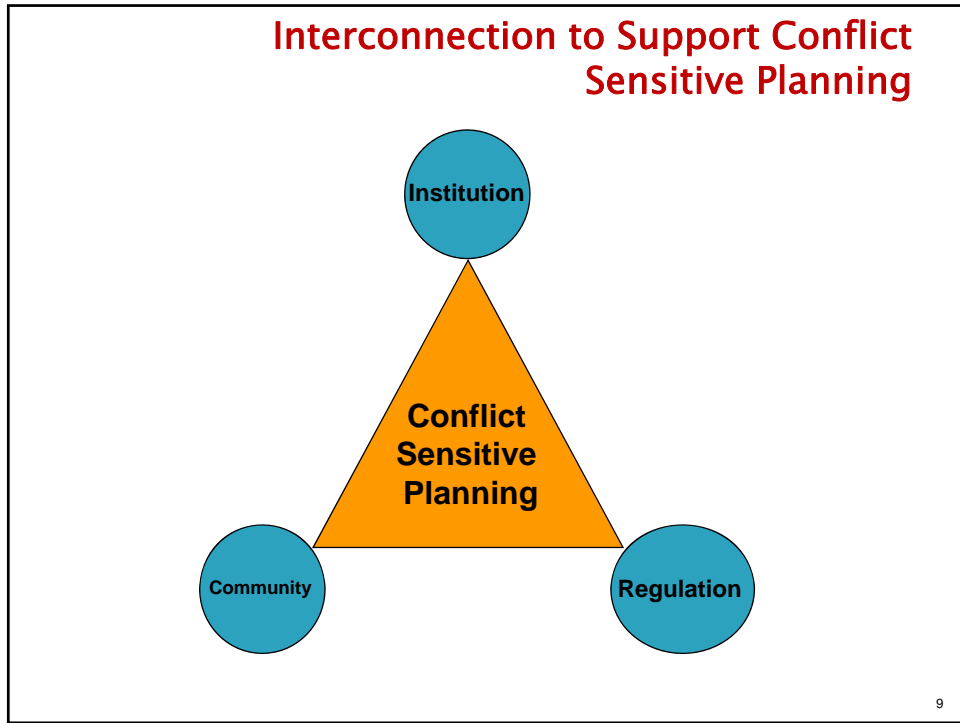 Interconnection to Support Conflict
Sensitive Planning
Institution
Conflict
Sensitive
Planning
Community
Regulation
9